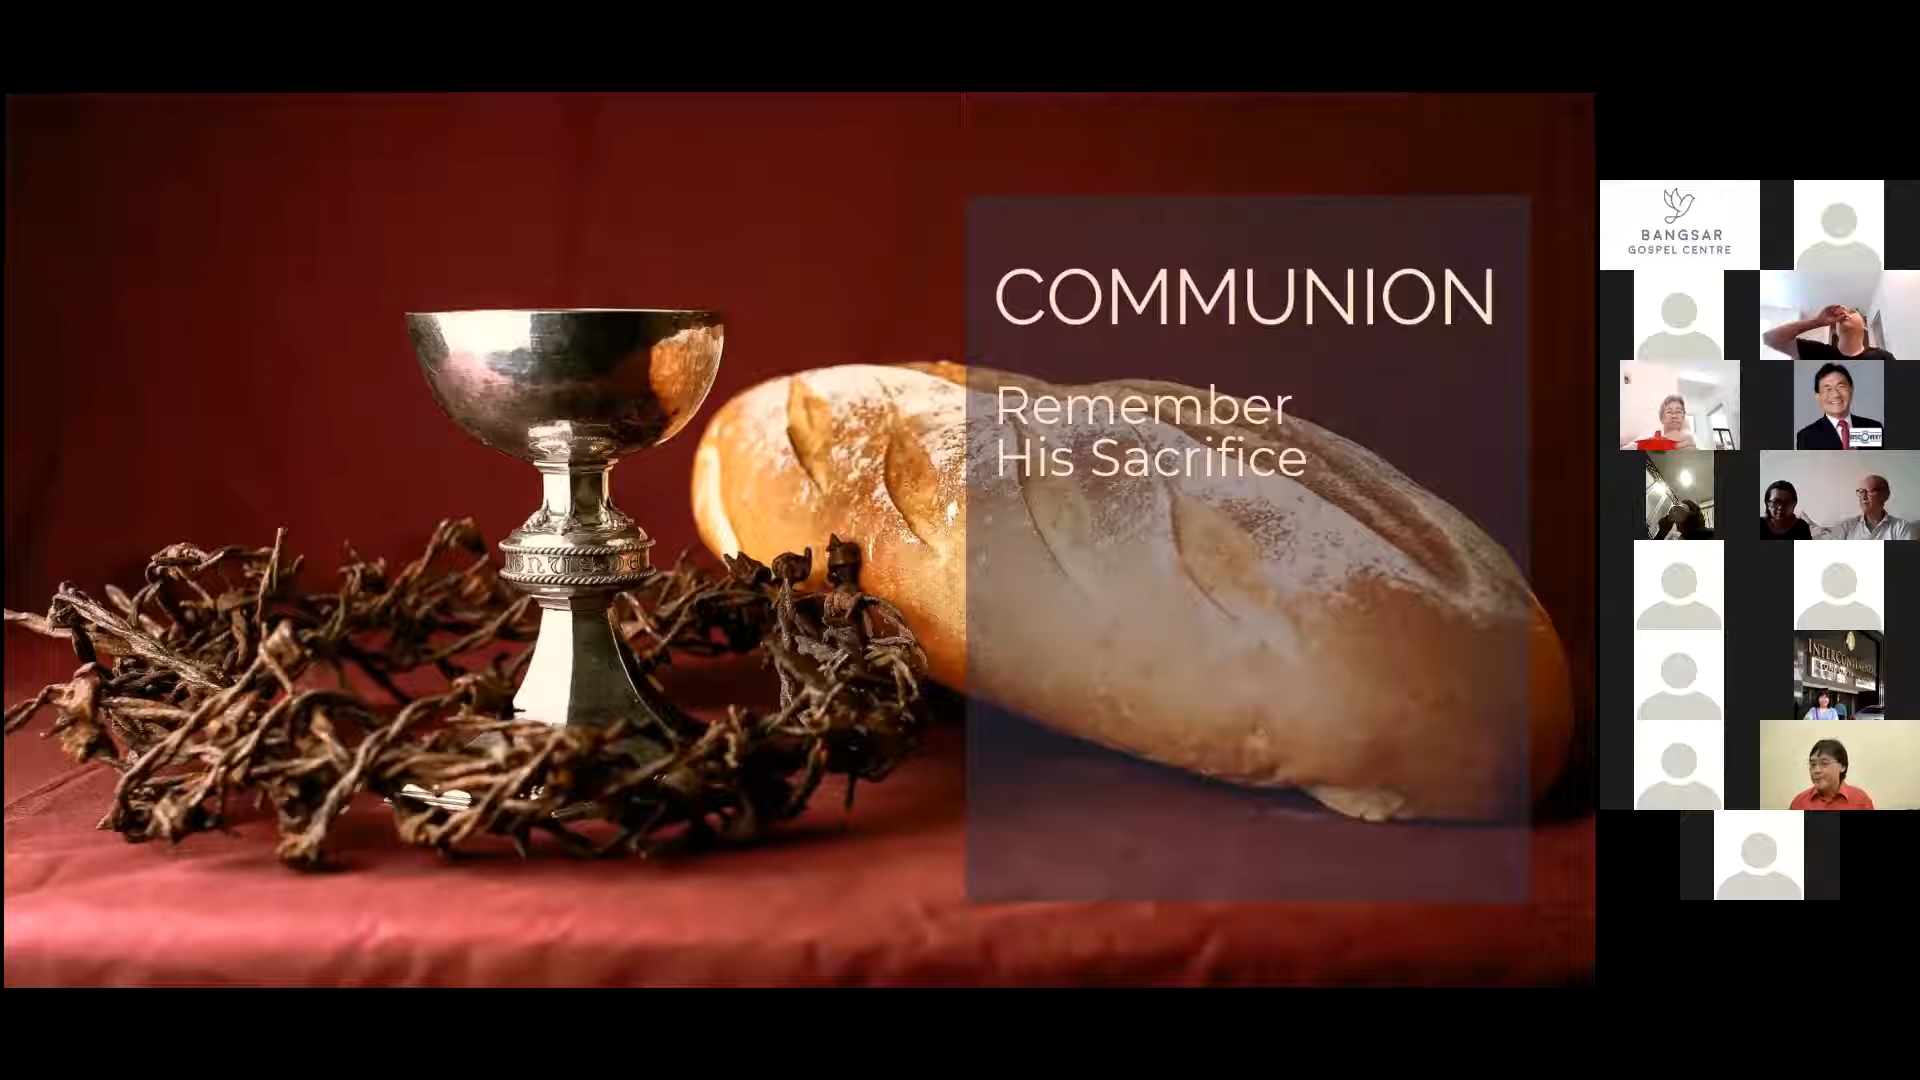 COMMUNION
Remember
His Sacrifice
BANGSAR
GOSPEL CENTRE